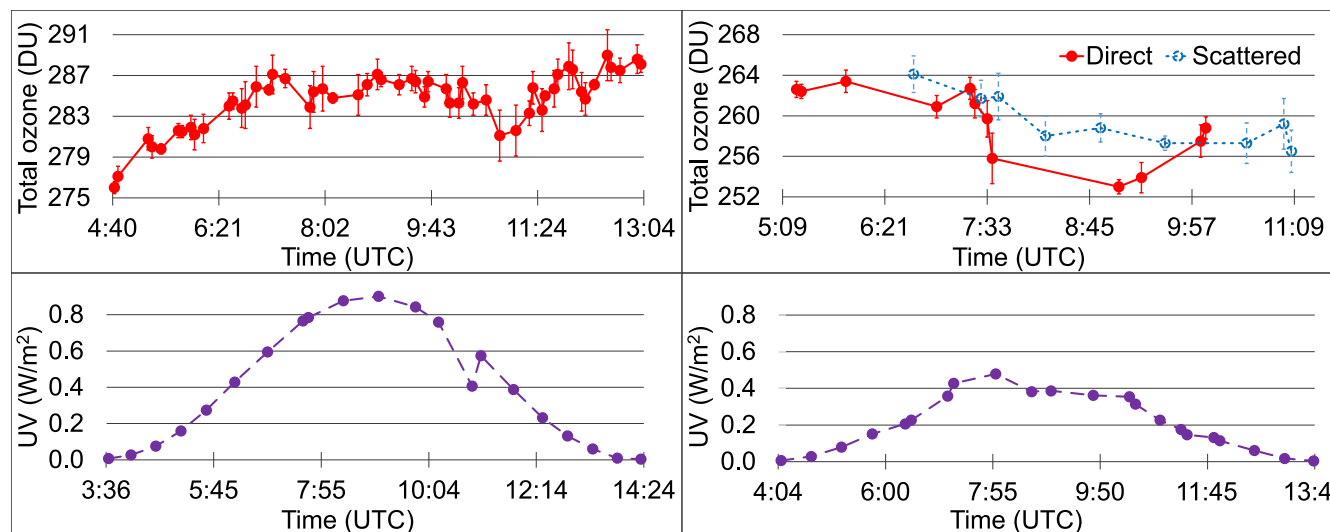 Total ozone (DU)
291
287
283
279
275
4:40 6:21 8:02 9:43 11:24 13:04
Time (UTC)
Total ozone (DU)
268
264
260
256
252
Direct Scattered
5:09 6:21 7:33 8:45 9:57 11:09
Time (UTC)
UV (W/m²)
0.8
0.6
0.4
0.2
0.0
3:36 5:45 7:55 10:04 12:14 14:24
Time (UTC)
UV (W/m²)
0.8
0.6
0.4
0.2
0.0
4:04 6:00 7:55 9:50 11:45 13:4
Time (UTC)